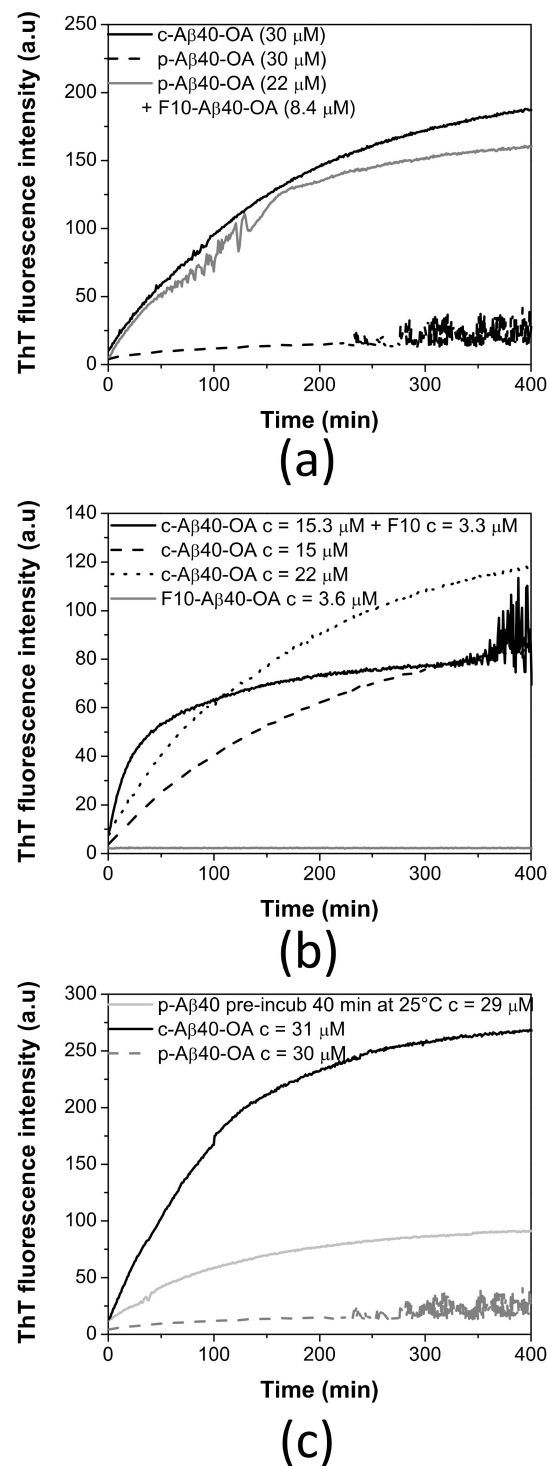 c-Aβ40-OA (30 μM)
p-Aβ40-OA (30 μM)
p-Aβ40-OA (22 μM)
+ F10-Aβ40-OA (8.4 μM)
ThT fluorescence intensity (a.u)
250
200
150
100
50
0
0 100 200 300 400
Time (min)
(a)
c-Aβ40-OA c = 15.3 μM + F10 c = 3.3 μM
c-Aβ40-OA c = 15 μM
c-Aβ40-OA c = 22 μM
F10-Aβ40-OA c = 3.6 μM
ThT fluorescence intensity (a.u)
140
120
100
80
60
40
20
0
0 100 200 300 400
Time (min)
(b)
p-Aβ40 pre-incub 40 min at 25°C c = 29 μM
c-Aβ40-OA c = 31 μM
p-Aβ40-OA c = 30 μM
ThT fluorescence intensity (a.u)
300
250
200
150
100
50
0
0 100 200 300 400
Time (min)
(c)